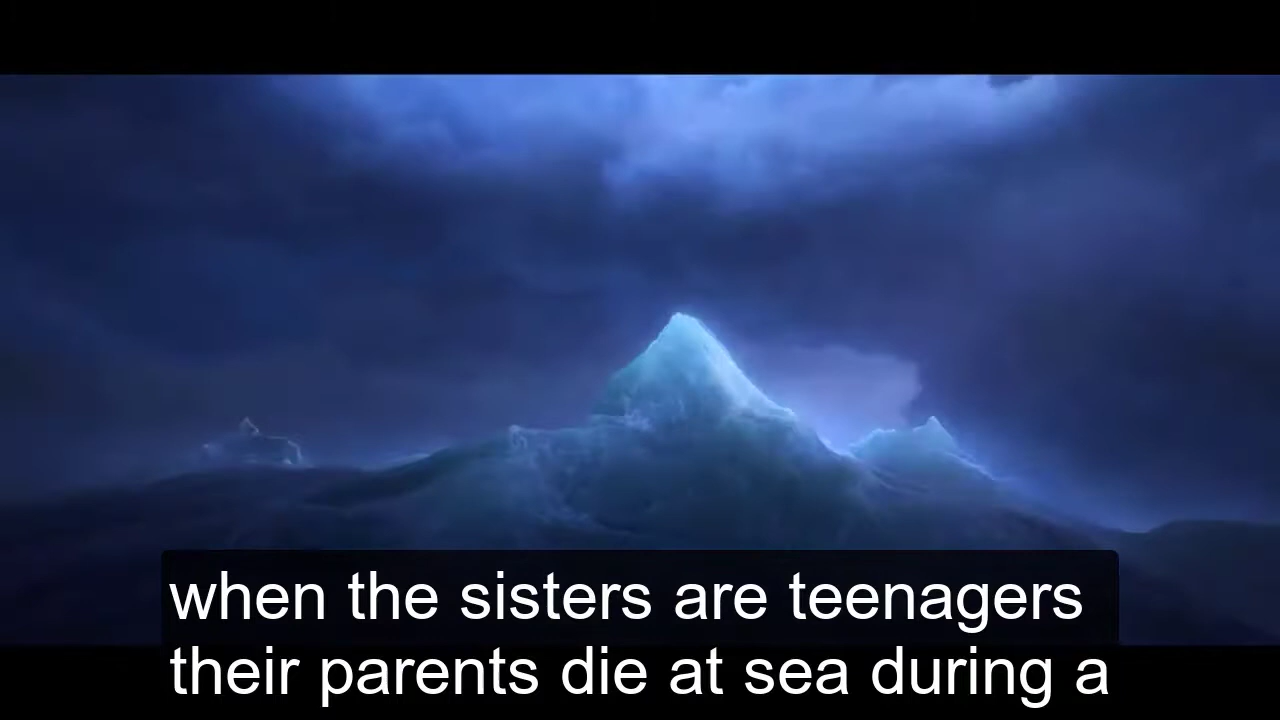 when the sisters are teenagers
their parents die at sea during a